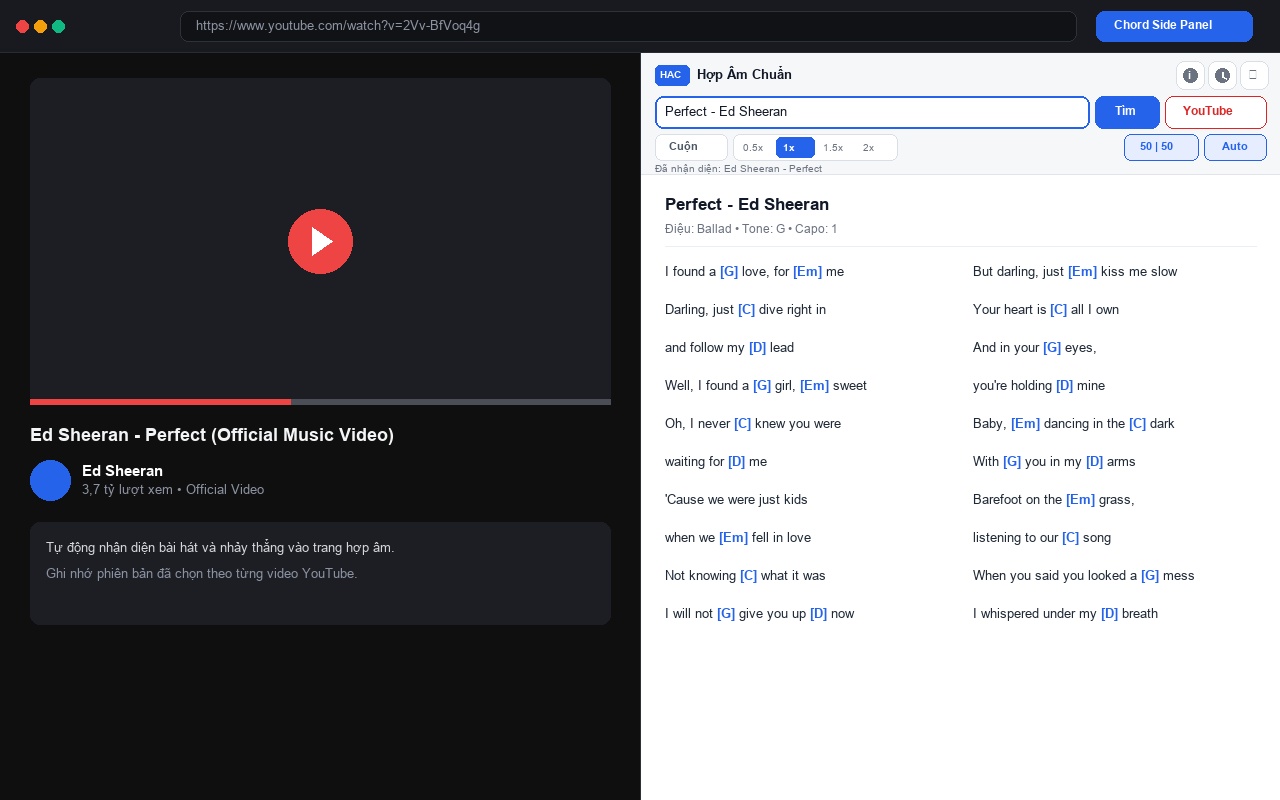 https://www.youtube.com/watch?v=2Vv-BfVoq4g
Chord Side Panel
Ed Sheeran - Perfect (Official Music Video)
Ed Sheeran
3,7 tỷ lượt xem • Official Video
Tự động nhận diện bài hát và nhảy thẳng vào trang hợp âm.
Ghi nhớ phiên bản đã chọn theo từng video YouTube.
HAC Hợp Âm Chuẩn
Perfect - Ed Sheeran
Tìm
YouTube
Cuộn 0.5x 1x 1.5x 2x 50 | 50 Auto
Đã nhận diện: Ed Sheeran - Perfect
Perfect - Ed Sheeran
Điệu: Ballad • Tone: G • Capo: 1
I found a [G] love, for [Em] me
Darling, just [C] dive right in
and follow my [D] lead
Well, I found a [G] girl, [Em] sweet
Oh, I never [C] knew you were
waiting for [D] me
'Cause we were just kids
when we [Em] fell in love
Not knowing [C] what it was
I will not [G] give you up [D] now
But darling, just [Em] kiss me slow
Your heart is [C] all I own
And in your [G] eyes,
you're holding [D] mine
Baby, [Em] dancing in the [C] dark
With [G] you in my [D] arms
Barefoot on the [Em] grass,
listening to our [C] song
When you said you looked a [G] mess
I whispered under my [D] breath